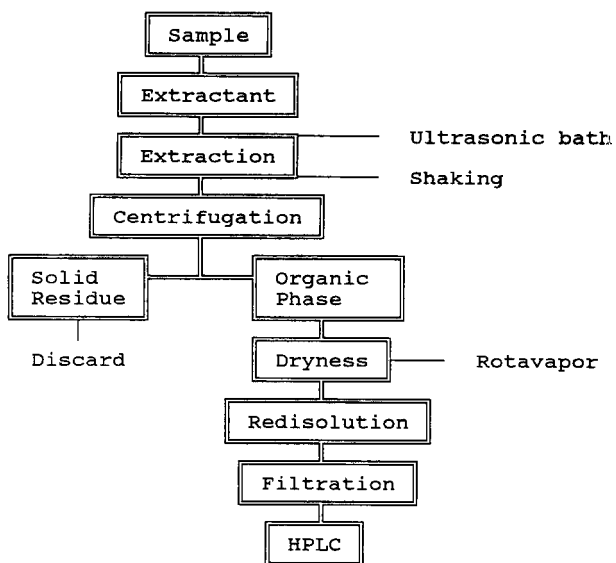 Sample
Extractant
Extraction
Ultrasonic bath
Shaking
Centrifugation
Solid
Residue
Organic
Phase
Discard
Dryness
Rotavapor
Redisolution
Filtration
HPLC